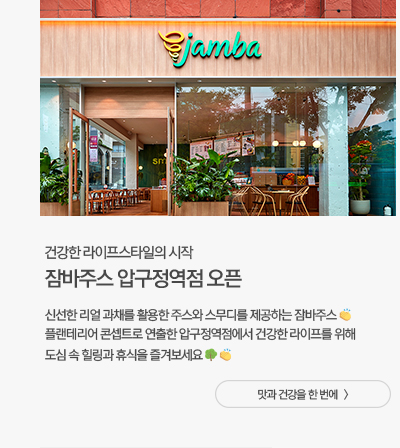 jamba
건강한 라이프스타일의 시작
잠바주스 압구정역점 오픈
신선한 리얼 과채를 활용한 주스와 스무디를 제공하는 잠바주스 👏
플랜테리어 콘셉트로 연출한 압구정역점에서 건강한 라이프를 위해
도심 속 힐링과 휴식을 즐겨보세요 🌳 👏
맛과 건강을 한 번에 〉